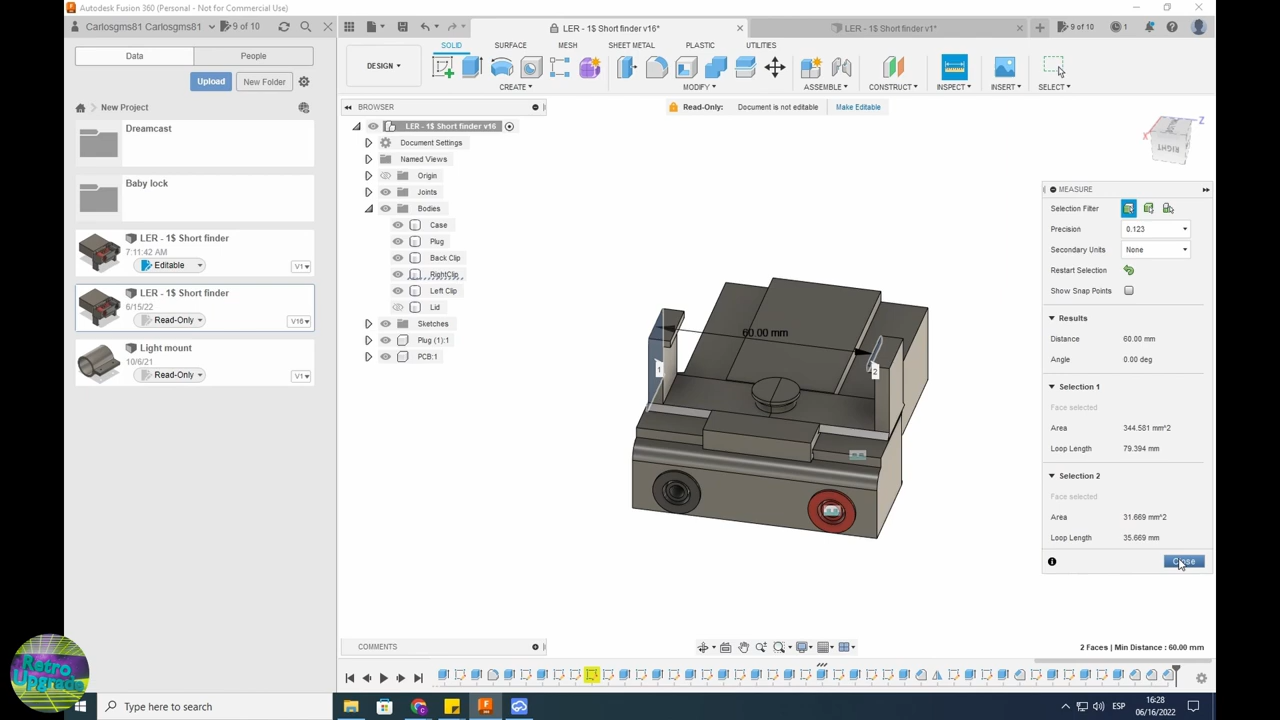 Autodesk Fusion 360 (Personal - Not for Commercial Use)
Carlosgms81 Carlosgms81 9 of 10
LER - 1$ Short finder v16*
LER - 1$ Short finder v1*
9 of 10
1
Data
People
Upload
New Folder
New Project
Dreamcast
Baby lock
LER - 1$ Short finder
7:11:42 AM
Editable
V1
LER - 1$ Short finder
6/15/22
Read-Only
V16
Light mount
10/6/21
Read-Only
V1
DESIGN
SOLID
SURFACE
MESH
SHEET METAL
PLASTIC
UTILITIES
CREATE
MODIFY
ASSEMBLE
CONSTRUCT
INSPECT
INSERT
SELECT
BROWSER
Read-Only: Document is not editable Make Editable
LER - 1$ Short finder v16
Document Settings
Named Views
Origin
Joints
Bodies
Case
Plug
Back Clip
RightClip
Left Clip
Lid
Sketches
Plug (1):1
PCB:1
Z
X
RIGHT
60.00 mm
1
2
MEASURE
Selection Filter
Precision 0.123
Secondary Units None
Restart Selection
Show Snap Points
Results
Distance 60.00 mm
Angle 0.00 deg
Selection 1
Face selected
Area 344.581 mm^2
Loop Length 79.394 mm
Selection 2
Face selected
Area 31.669 mm^2
Loop Length 35.669 mm
Close
COMMENTS
2 Faces | Min Distance : 60.00 mm
Retro
Upgrade
Type here to search
ESP
16:28
06/16/2022